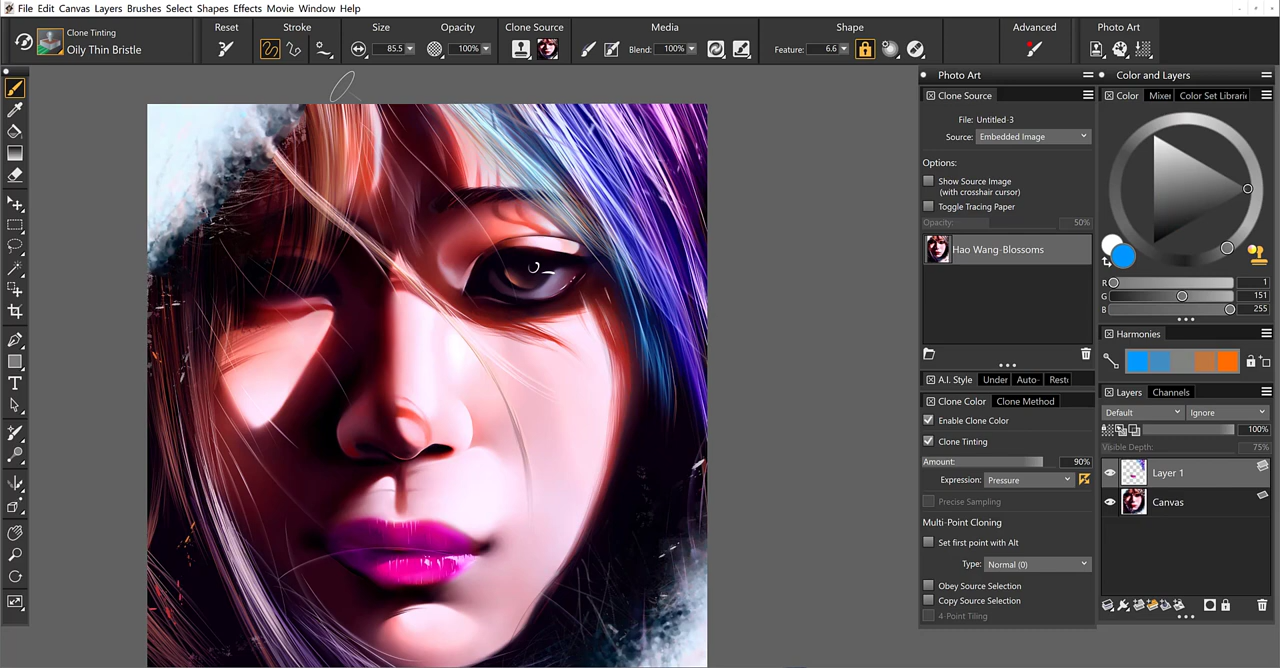 File Edit Canvas Layers Brushes Select Shapes Effects Movie Window Help
Clone Tinting
Oily Thin Bristle
Reset
Stroke
Size
85.5
Opacity
100%
Clone Source
Media
Blend: 100%
Shape
Feature: 6.6
Advanced
Photo Art
Photo Art
Clone Source
File: Untitled-3
Source: Embedded Image
Options:
Show Source Image
(with crosshair cursor)
Toggle Tracing Paper
Opacity: 50%
Hao Wang-Blossoms
A.I. Style Under Auto- Rest
Clone Color Clone Method
Enable Clone Color
Clone Tinting
Amount: 90%
Expression: Pressure
Precise Sampling
Multi-Point Cloning
Set first point with Alt
Type: Normal (0)
Obey Source Selection
Copy Source Selection
4-Point Tiling
Color and Layers
Color Mixer Color Set Librari
R 1
G 151
B 255
Harmonies
Layers Channels
Default Ignore
100%
Visible Depth: 75%
Layer 1
Canvas
T